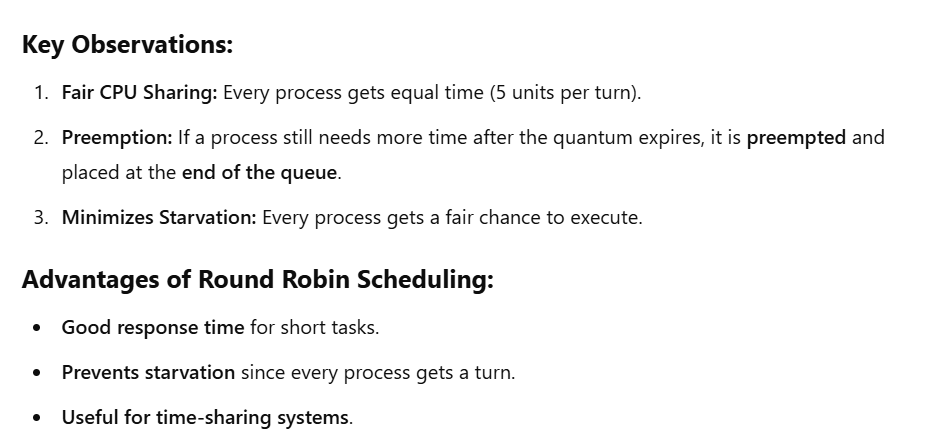 Key Observations:
1. Fair CPU Sharing: Every process gets equal time (5 units per turn).
2. Preemption: If a process still needs more time after the quantum expires, it is preempted and
placed at the end of the queue.
3. Minimizes Starvation: Every process gets a fair chance to execute.
Advantages of Round Robin Scheduling:
• Good response time for short tasks.
• Prevents starvation since every process gets a turn.
• Useful for time-sharing systems.